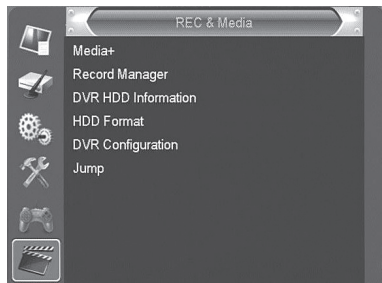 REC & Media
Media+
Record Manager
DVR HDD Information
HDD Format
DVR Configuration
Jump